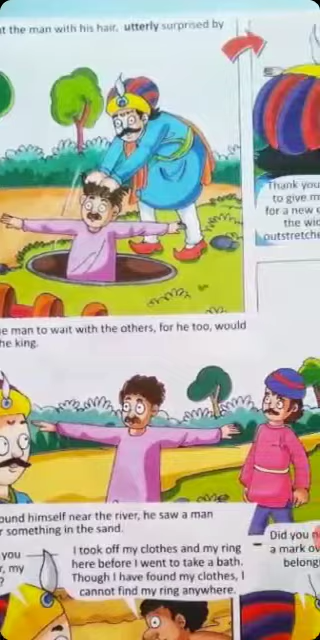 t the man with his hair, utterly surprised by
Thank you
to give m
for a new
the wid
outstretche
e man to wait with the others, for he too, would
he king.
ound himself near the river, he saw a man
r something in the sand.
you
r, my
?
I took off my clothes and my ring
here before I went to take a bath.
Though I have found my clothes, I
cannot find my ring anywhere.
Did you
a mark ov
belong